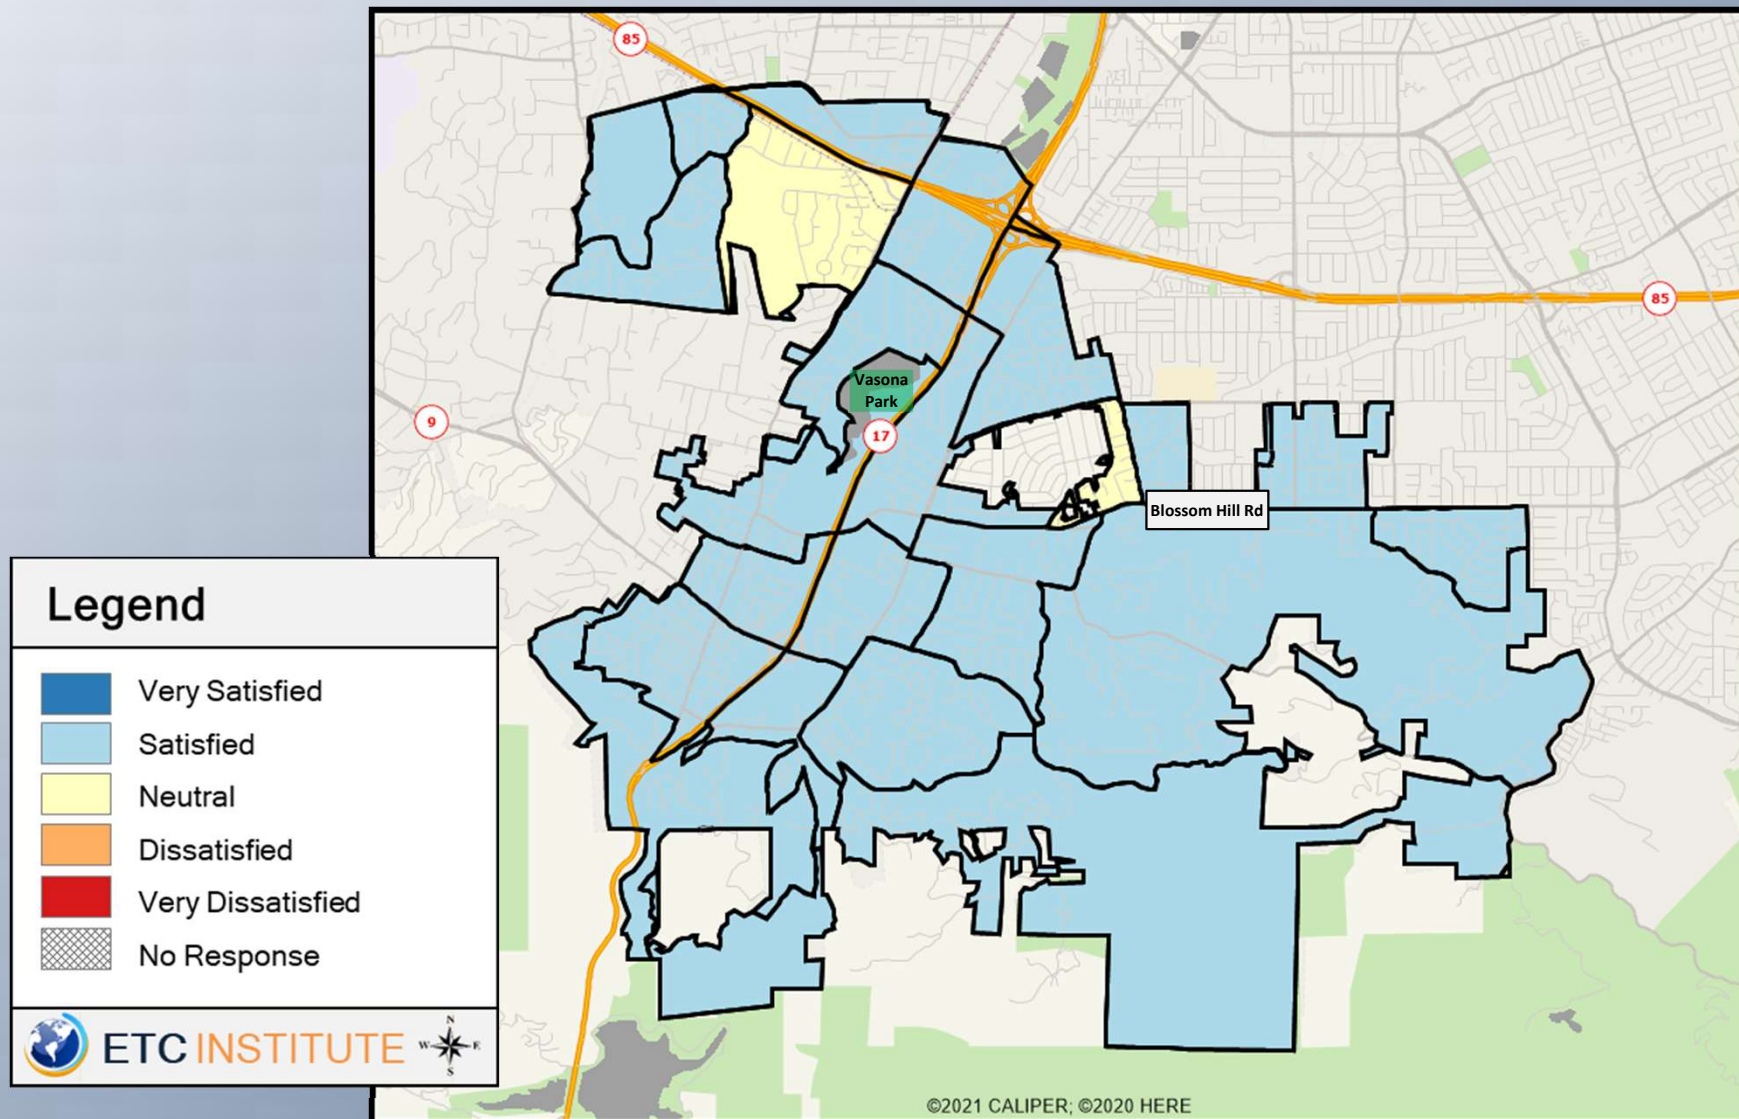 85
85
9
Vasona
Park
17
Blossom Hill Rd
Legend
Very Satisfied
Satisfied
Neutral
Dissatisfied
Very Dissatisfied
No Response
ETC INSTITUTE
N
W E
S
©2021 CALIPER; ©2020 HERE